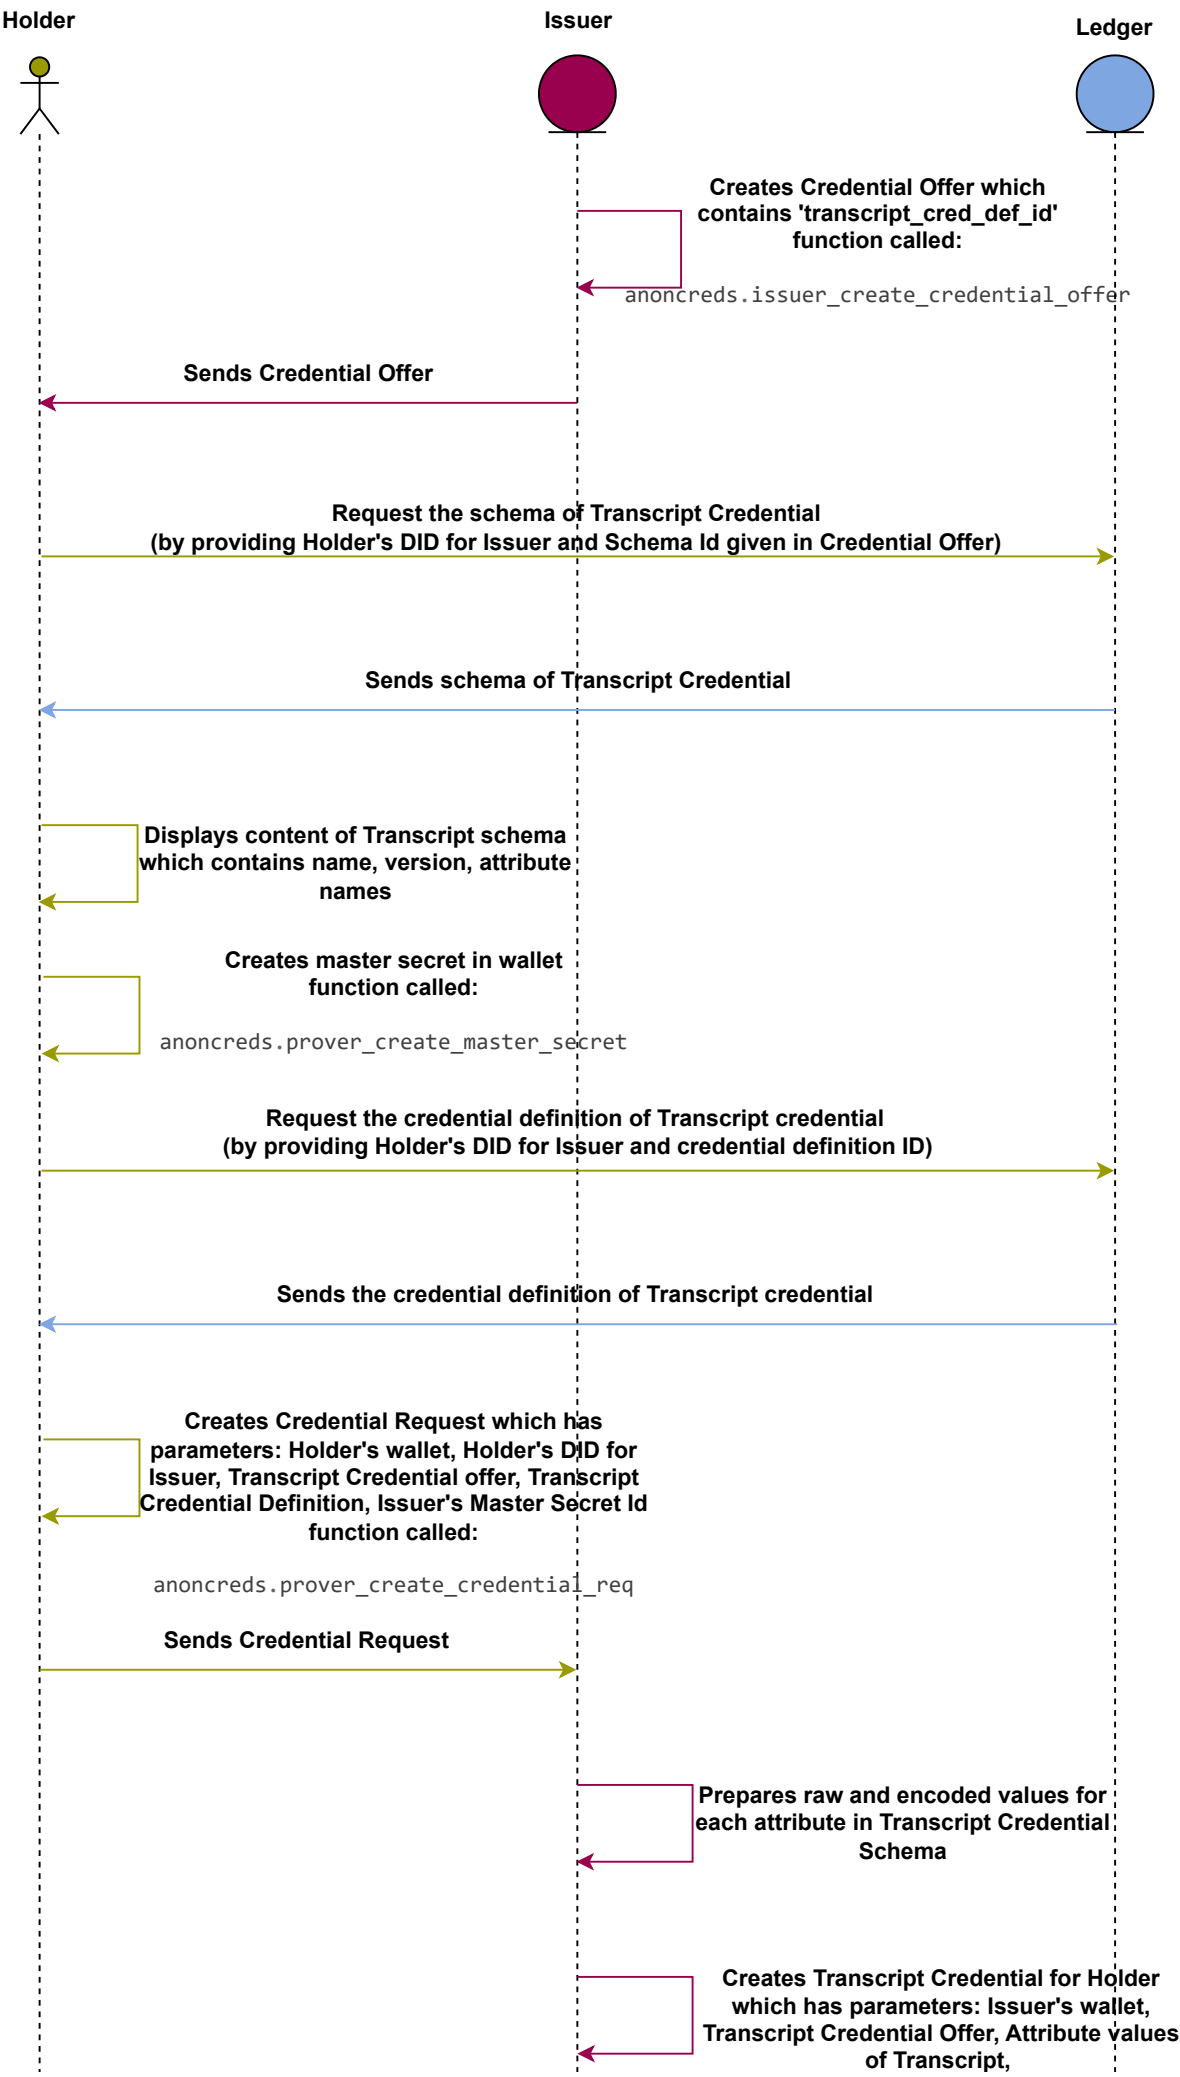 Holder
Issuer
Ledger
Creates Credential Offer which
contains 'transcript_cred_def_id'
function called:
anoncreds.issuer_create_credential_offer
Sends Credential Offer
Request the schema of Transcript Credential
(by providing Holder's DID for Issuer and Schema Id given in Credential Offer)
Sends schema of Transcript Credential
Displays content of Transcript schema
which contains name, version, attribute
names
Creates master secret in wallet
function called:
anoncreds.prover_create_master_secret
Request the credential definition of Transcript credential
(by providing Holder's DID for Issuer and credential definition ID)
Sends the credential definition of Transcript credential
Creates Credential Request which has
parameters: Holder's wallet, Holder's DID for
Issuer, Transcript Credential offer, Transcript
Credential Definition, Issuer's Master Secret Id
function called:
anoncreds.prover_create_credential_req
Sends Credential Request
Prepares raw and encoded values for
each attribute in Transcript Credential
Schema
Creates Transcript Credential for Holder
which has parameters: Issuer's wallet,
Transcript Credential Offer, Attribute values
of Transcript,